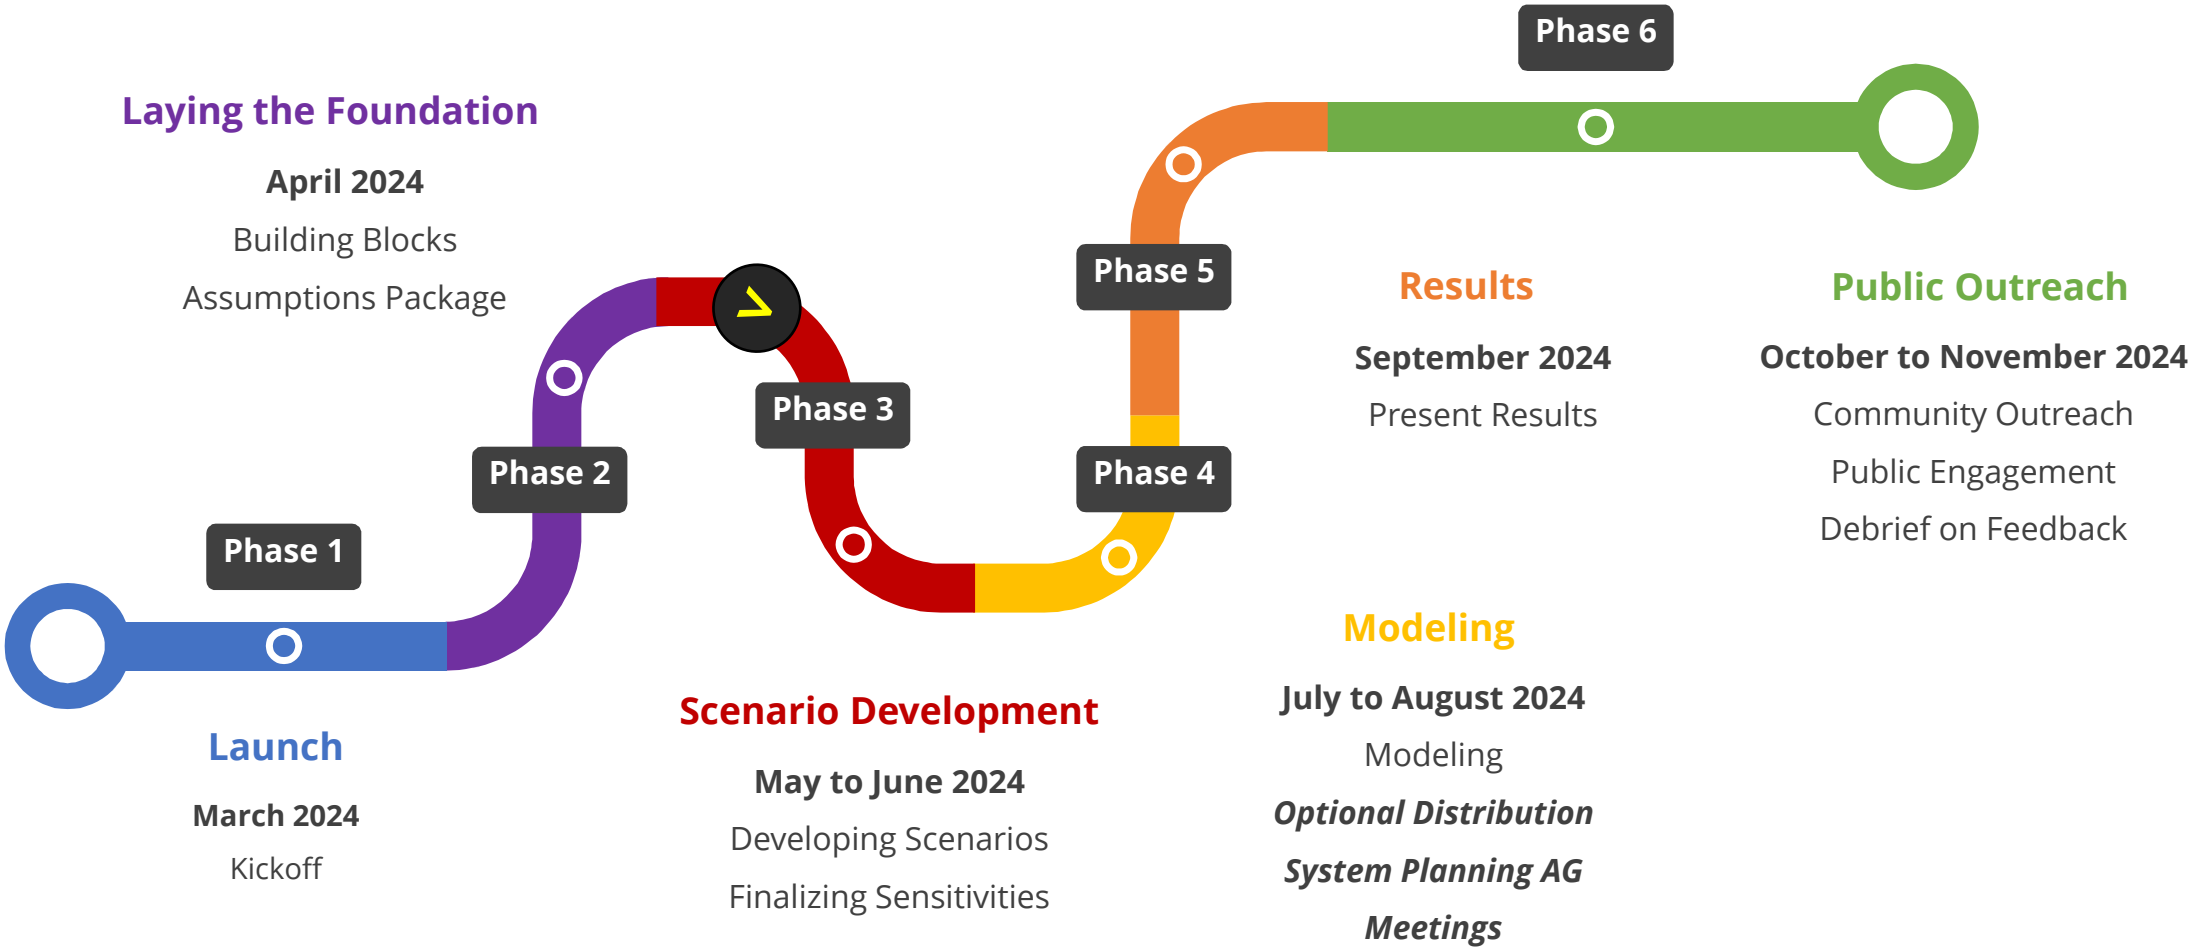 Phase 6
Laying the Foundation
April 2024
Building Blocks
Assumptions Package
Phase 5
Results
September 2024
Present Results
Public Outreach
October to November 2024
Community Outreach
Public Engagement
Debrief on Feedback
Phase 3
Phase 2
Phase 4
Phase 1
Launch
March 2024
Kickoff
Scenario Development
May to June 2024
Developing Scenarios
Finalizing Sensitivities
Modeling
July to August 2024
Modeling
Optional Distribution
System Planning AG
Meetings